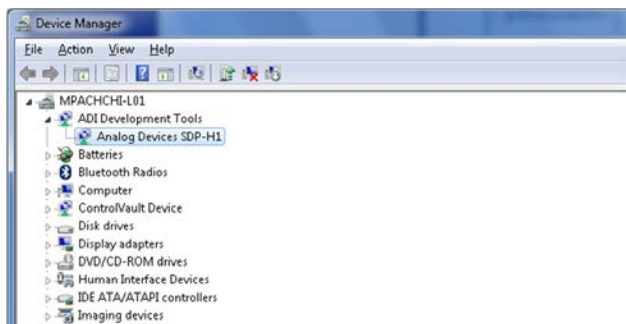 Device Manager
File Action View Help
MPACHCHI-L01
ADI Development Tools
Analog Devices SDP-H1
Batteries
Bluetooth Radios
Computer
ControlVault Device
Disk drives
Display adapters
DVD/CD-ROM drives
Human Interface Devices
IDE ATA/ATAPI controllers
Imaging devices